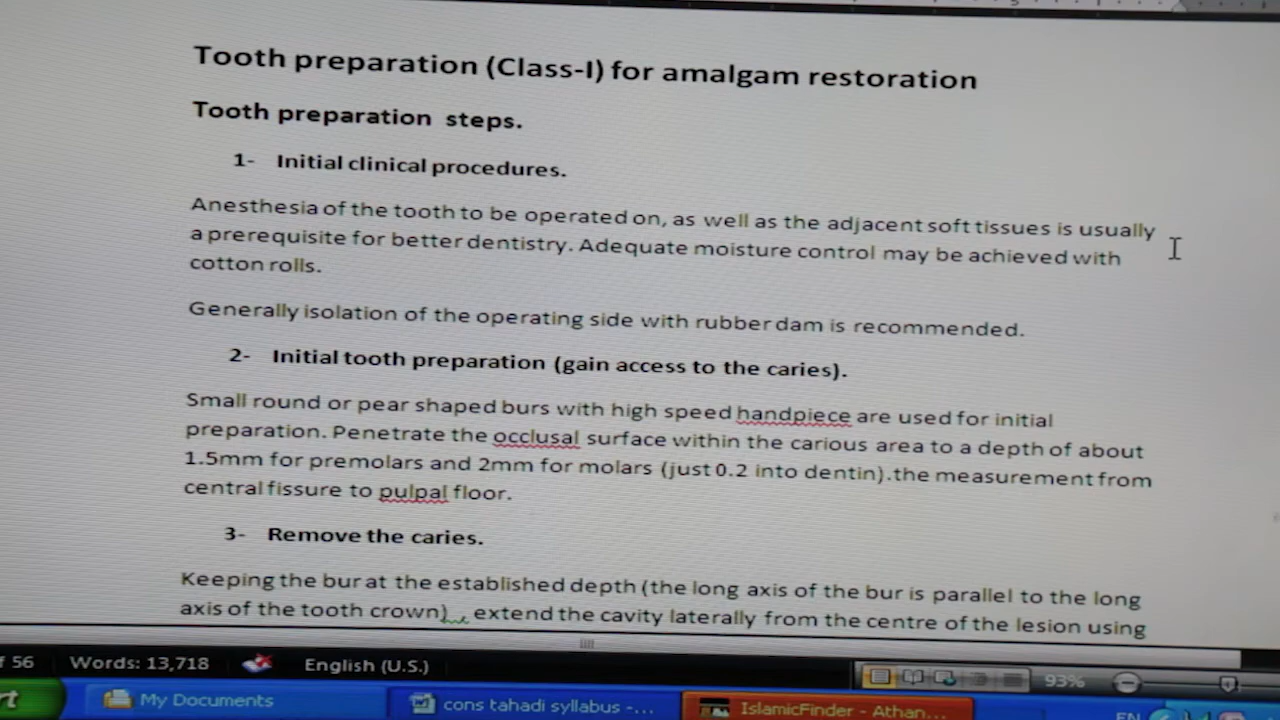 Tooth preparation (Class-I) for amalgam restoration
Tooth preparation steps.
1- Initial clinical procedures.
Anesthesia of the tooth to be operated on, as well as the adjacent soft tissues is usually
a prerequisite for better dentistry. Adequate moisture control may be achieved with
cotton rolls.
Generally isolation of the operating side with rubber dam is recommended.
2- Initial tooth preparation (gain access to the caries).
Small round or pear shaped burs with high speed handpiece are used for initial
preparation. Penetrate the occlusal surface within the carious area to a depth of about
1.5mm for premolars and 2mm for molars (just 0.2 into dentin).the measurement from
central fissure to pulpal floor.
3- Remove the caries.
Keeping the bur at the established depth (the long axis of the bur is parallel to the long
axis of the tooth crown) , extend the cavity laterally from the centre of the lesion using
56 Words: 13,718 English (U.S.) 93%
My Documents cons tahadi syllabus -... IslamicFinder - Athan... EN